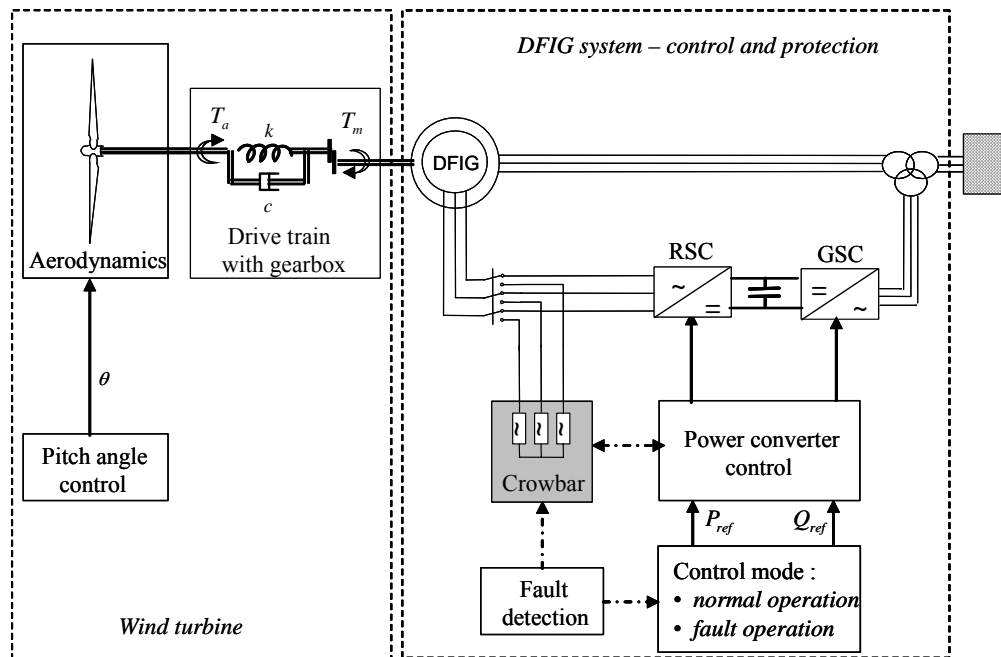 DFIG system – control and protection
T_a
k
T_m
c
DFIG
Drive train
with gearbox
Aerodynamics
RSC
GSC
~
=
=
~
θ
Pitch angle
control
~ ~ ~
Crowbar
Power converter
control
P_ref
Q_ref
Fault
detection
Control mode :
• normal operation
• fault operation
Wind turbine